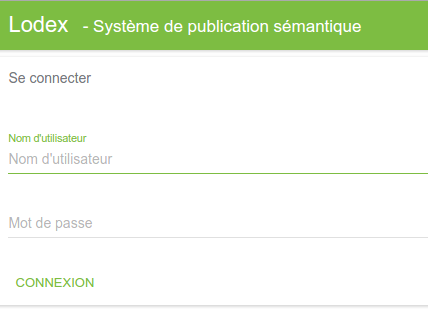 Lodex - Système de publication sémantique
Se connecter
Nom d'utilisateur
Nom d'utilisateur
Mot de passe
CONNEXION